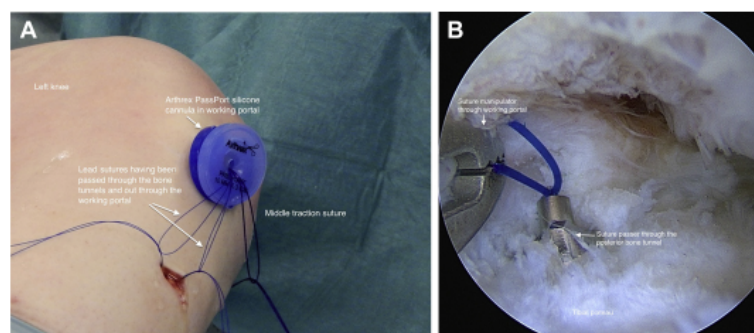 A
Left knee
Arthrex PassPort silicone
cannula in working portal
Lead sutures having been
passed through the bone
tunnels and out through the
working portal
Middle traction suture
B
Suture manipulator
through working portal
Suture passed through the
posterior bone tunnel
Tibial plateau